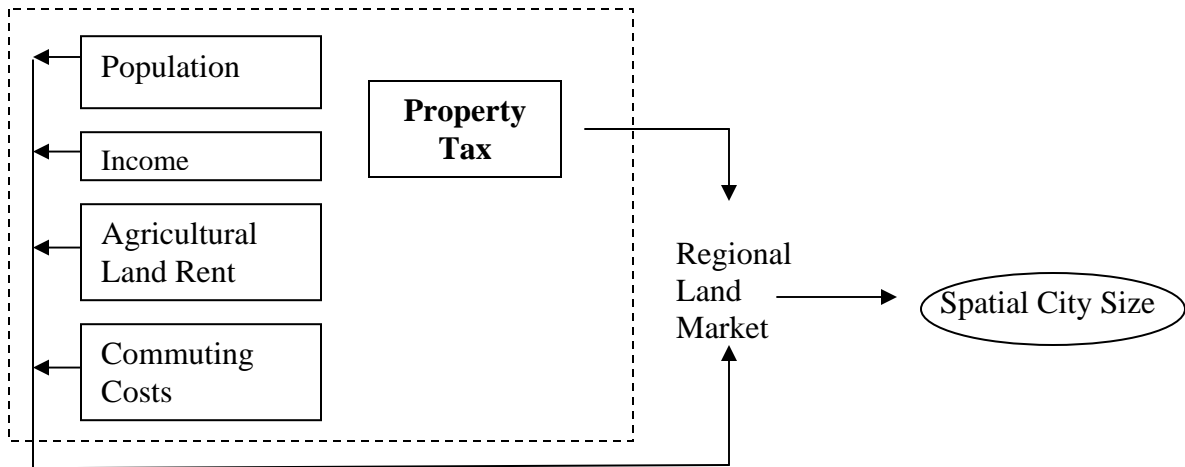 Population
Income
Agricultural
Land Rent
Commuting
Costs
Property
Tax
Regional
Land
Market
Spatial City Size